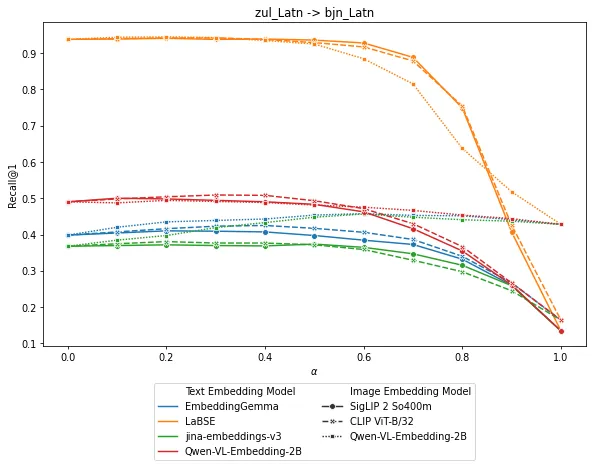 zul_Latn -> bjn_Latn
Recall@1
0.9
0.8
0.7
0.6
0.5
0.4
0.3
0.2
0.1
0.0 0.2 0.4 0.6 0.8 1.0
α
Text Embedding Model Image Embedding Model
EmbeddingGemma SigLIP 2 So400m
LaBSE CLIP ViT-B/32
jina-embeddings-v3 Qwen-VL-Embedding-2B
Qwen-VL-Embedding-2B